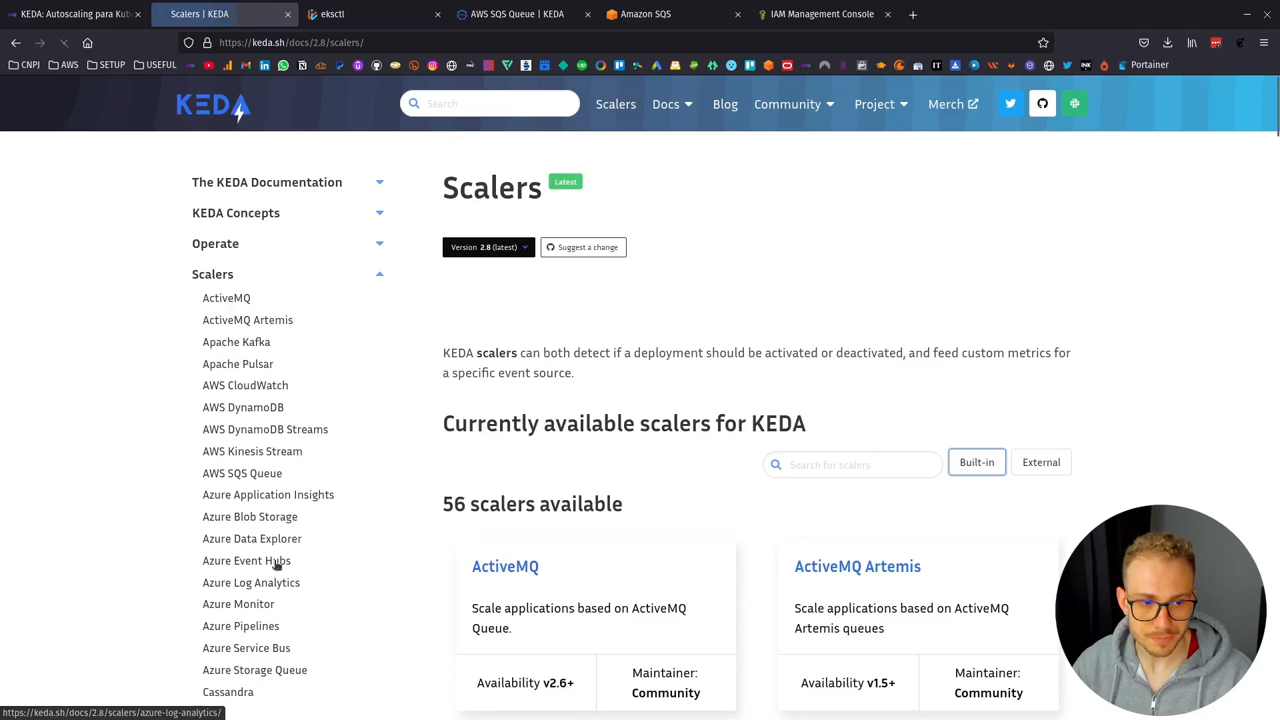 KEDA: Autoscaling para Kub
Scalers | KEDA
eksctl
AWS SQS Queue | KEDA
Amazon SQS
IAM Management Console
https://keda.sh/docs/2.8/scalers/
CNPJ
AWS
SETUP
USEFUL
Portainer
KEDA
Search
Scalers
Docs
Blog
Community
Project
Merch
The KEDA Documentation
KEDA Concepts
Operate
Scalers
ActiveMQ
ActiveMQ Artemis
Apache Kafka
Apache Pulsar
AWS CloudWatch
AWS DynamoDB
AWS DynamoDB Streams
AWS Kinesis Stream
AWS SQS Queue
Azure Application Insights
Azure Blob Storage
Azure Data Explorer
Azure Event Hubs
Azure Log Analytics
Azure Monitor
Azure Pipelines
Azure Service Bus
Azure Storage Queue
Cassandra
Scalers Latest
Version 2.8 (latest)
Suggest a change
KEDA scalers can both detect if a deployment should be activated or deactivated, and feed custom metrics for
a specific event source.
Currently available scalers for KEDA
Search for scalers
Built-in
External
56 scalers available
ActiveMQ
Scale applications based on ActiveMQ
Queue.
Availability v2.6+
Maintainer:
Community
ActiveMQ Artemis
Scale applications based on ActiveMQ
Artemis queues
Availability v1.5+
Maintainer:
Community
https://keda.sh/docs/2.8/scalers/azure-log-analytics/